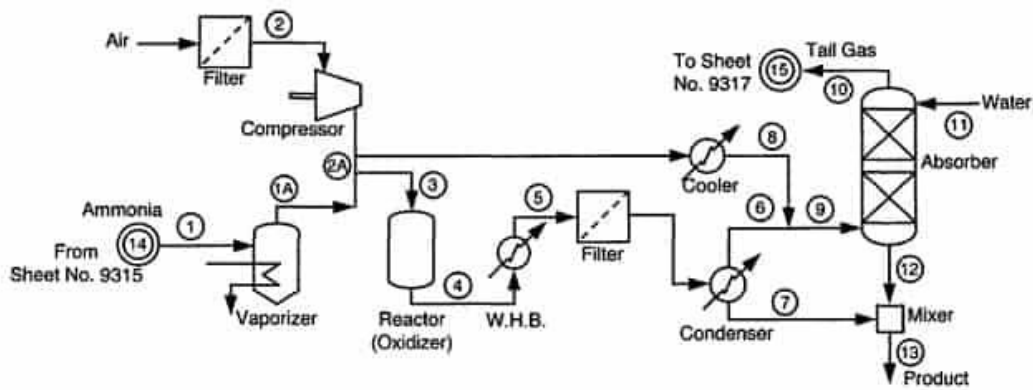 Air
2
Filter
Compressor
2A
1A
Ammonia
1
14
From
Sheet No. 9315
Vaporizer
3
Reactor
(Oxidizer)
4
W.H.B.
5
Filter
Cooler
8
6
9
Condenser
7
To Sheet
No. 9317
15
Tail Gas
10
Water
11
Absorber
12
Mixer
13
Product